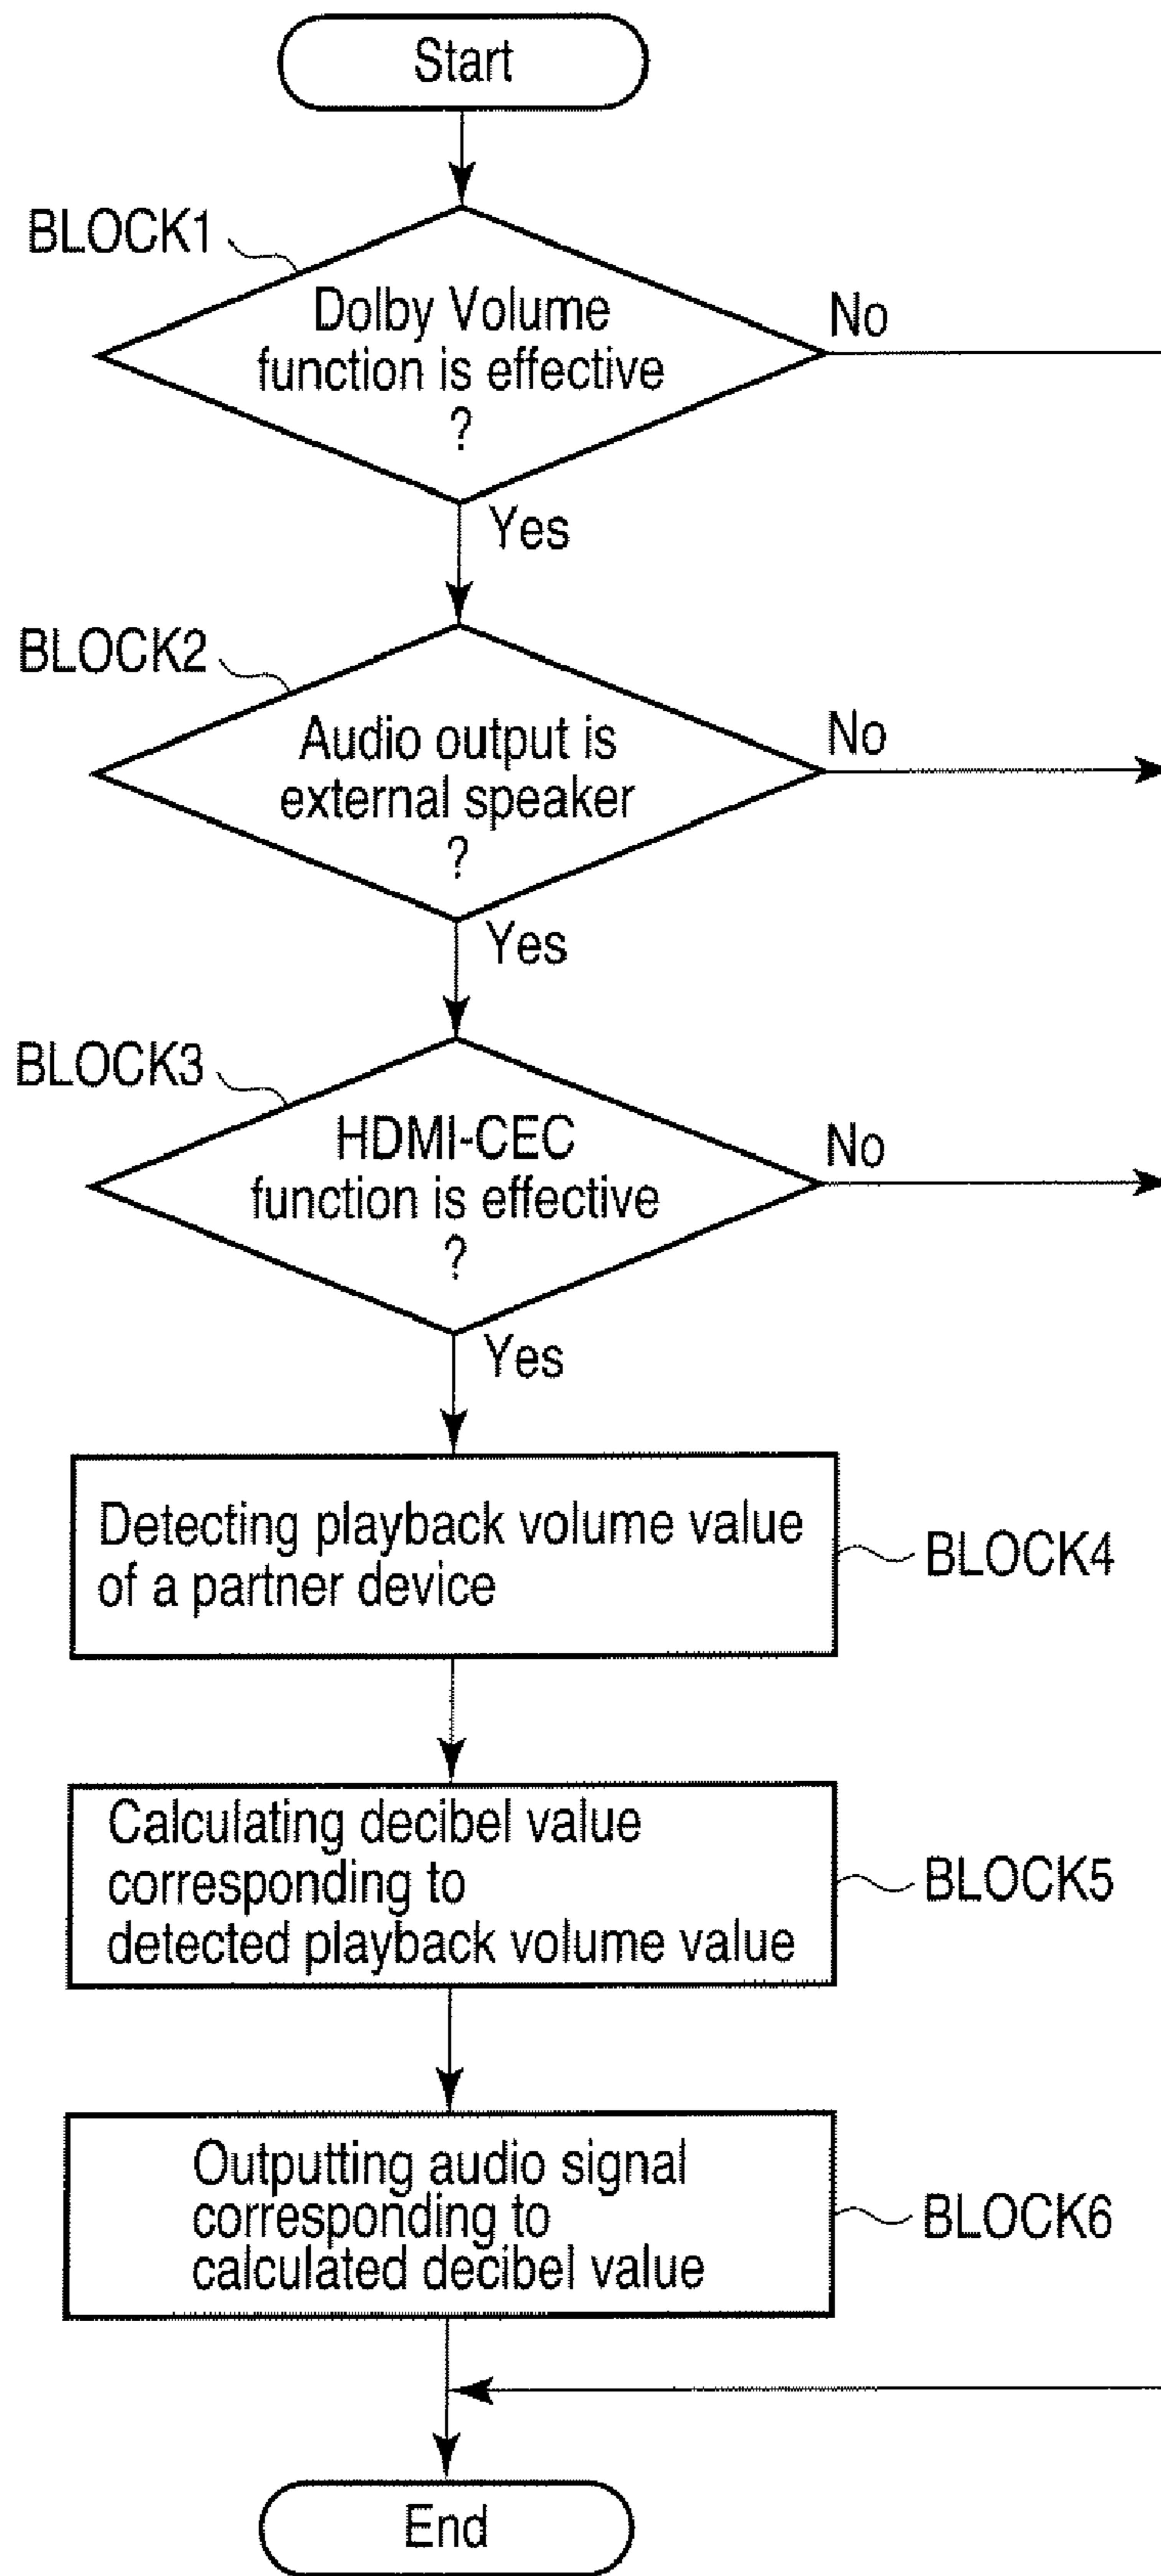 Start
BLOCK1
Dolby Volume
function is effective
?
No
Yes
BLOCK2
Audio output is
external speaker
?
No
Yes
BLOCK3
HDMI-CEC
function is effective
?
No
Yes
Detecting playback volume value
of a partner device
BLOCK4
Calculating decibel value
corresponding to
detected playback volume value
BLOCK5
Outputting audio signal
corresponding to
calculated decibel value
BLOCK6
End